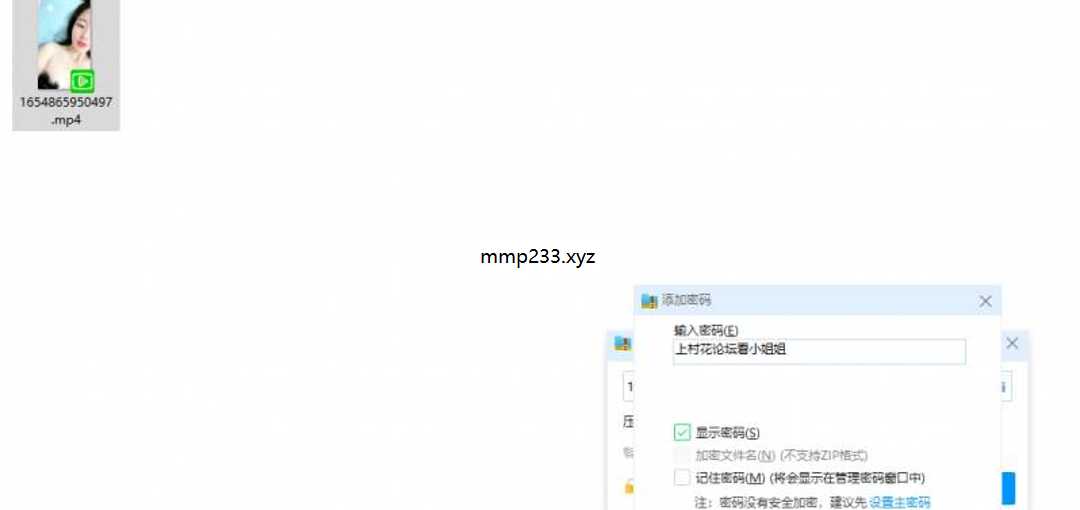 1654865950497
.mp4
mmp233.xyz
添加密码
输入密码(E)
上村花论坛看小姐姐
显示密码(S)
加密文件名(N) (不支持ZIP格式)
记住密码(M) (将会显示在管理密码窗口中)
注：密码没有安全加密，建议先 设置主密码